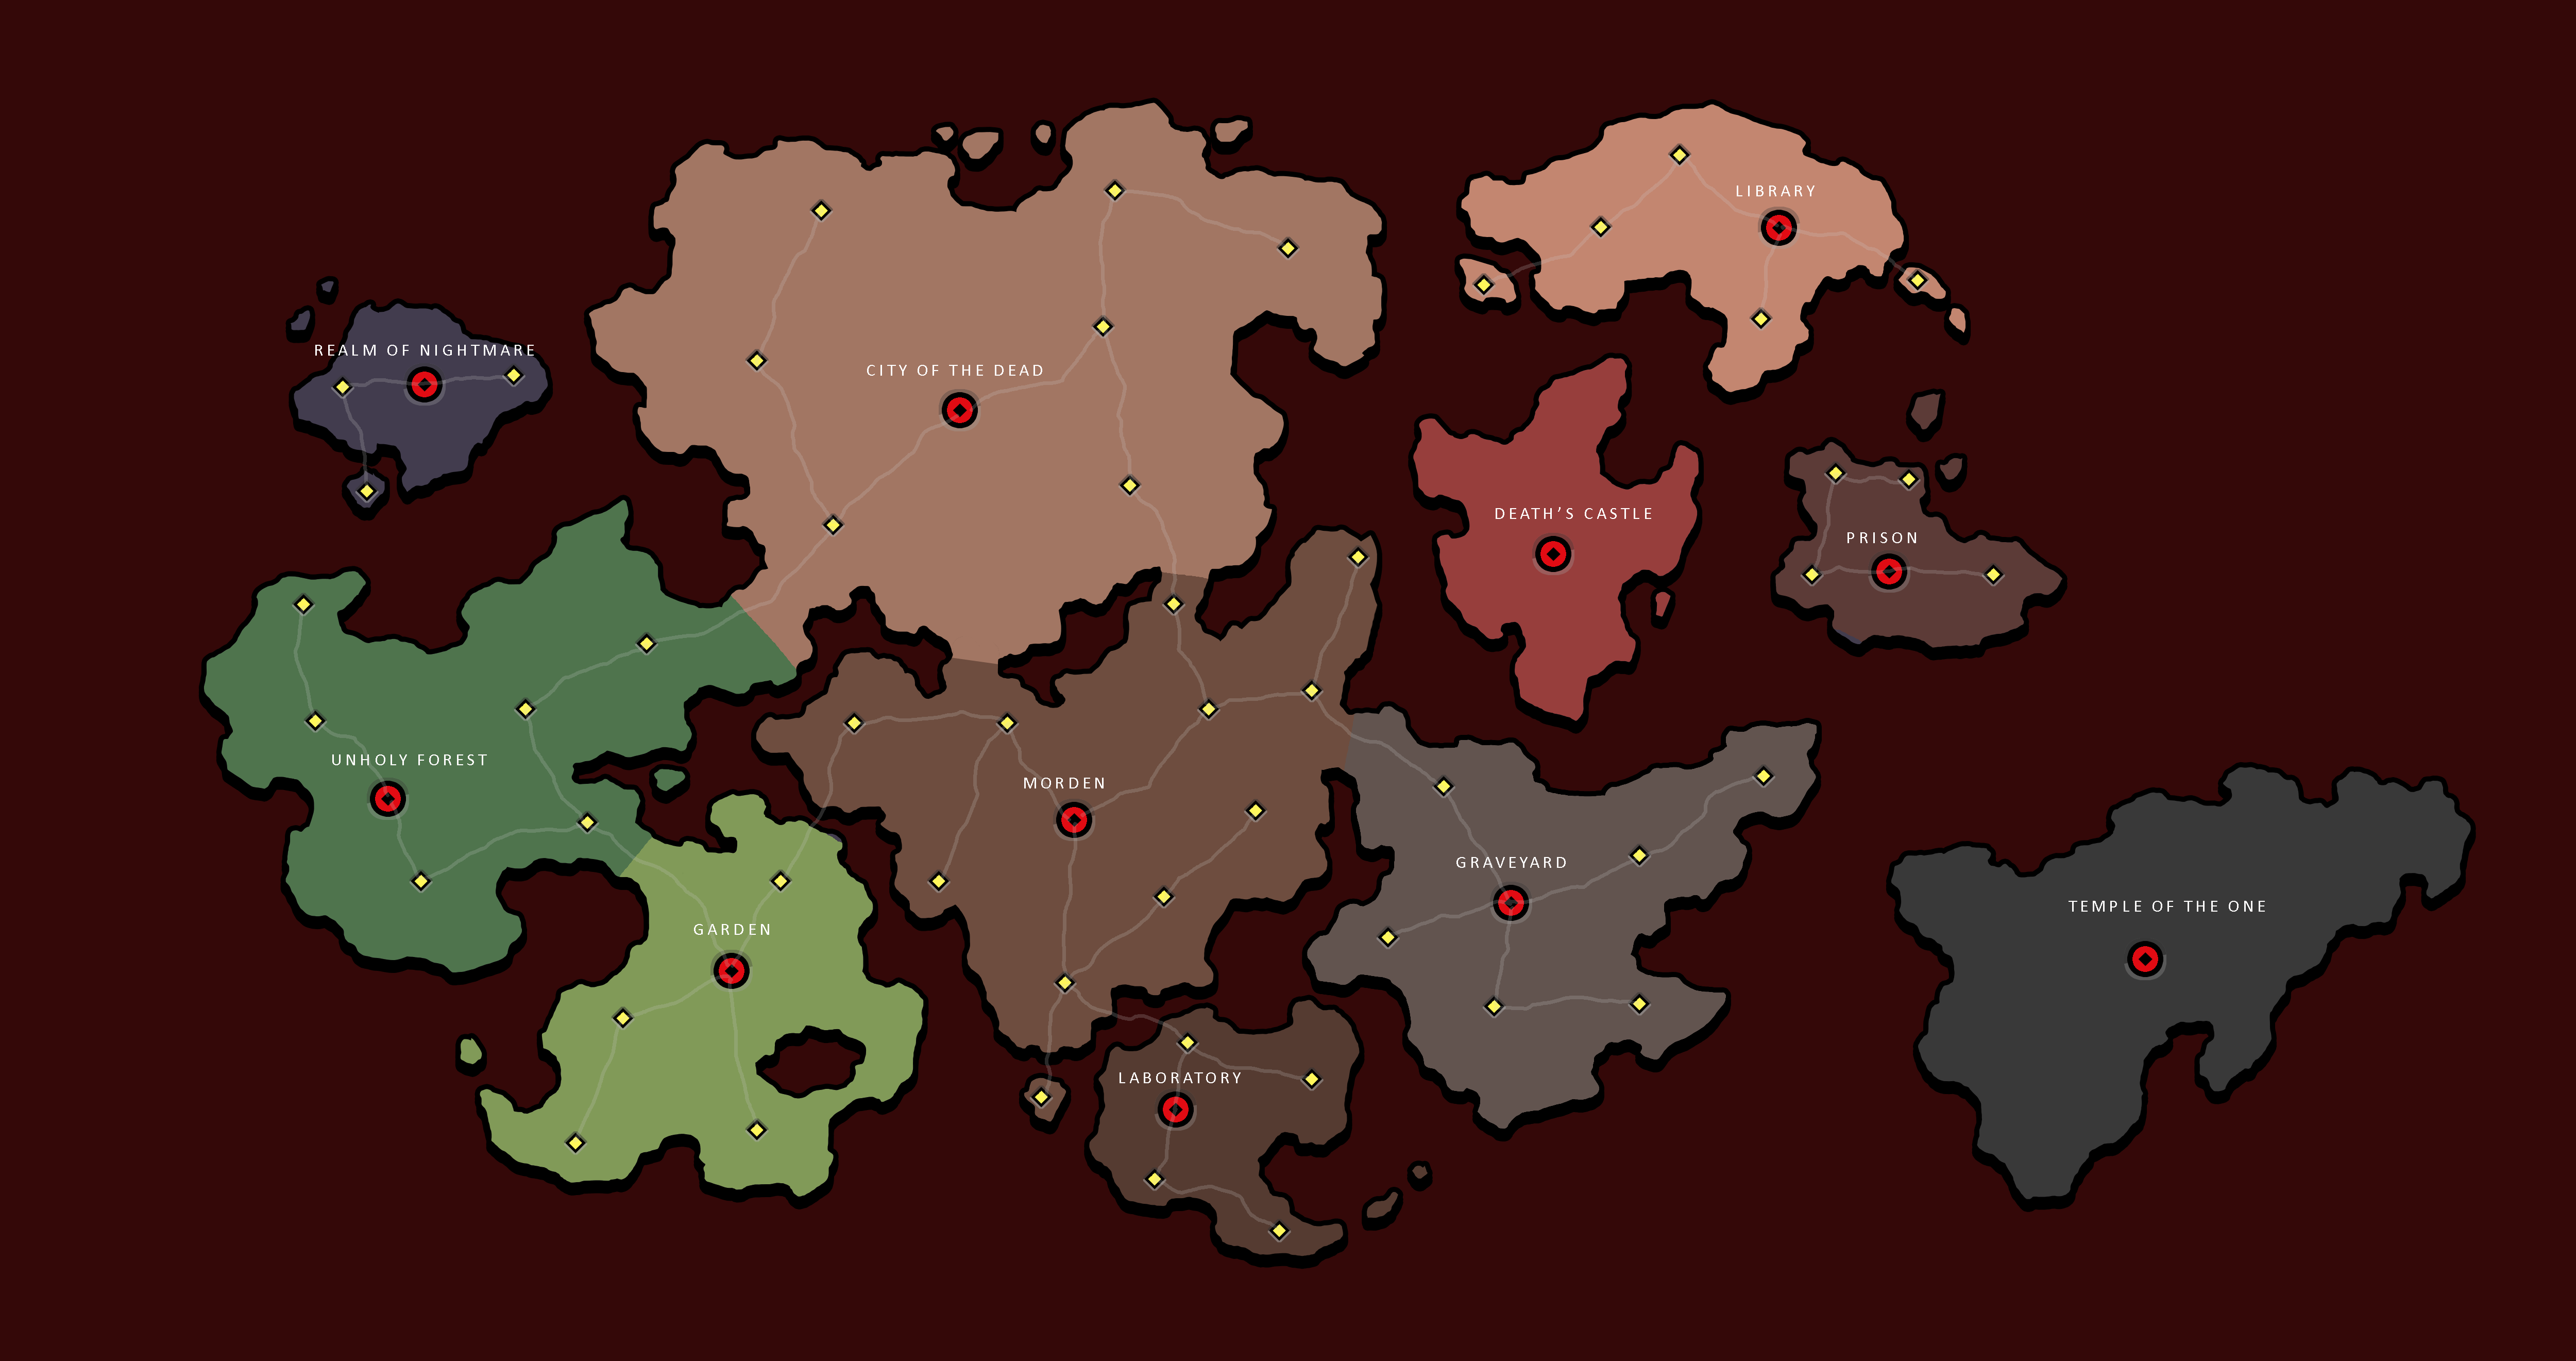 LIBRARY
REALM OF NIGHTMARE
CITY OF THE DEAD
DEATH’S CASTLE
PRISON
UNHOLY FOREST
MORDEN
GRAVEYARD
TEMPLE OF THE ONE
GARDEN
LABORATORY